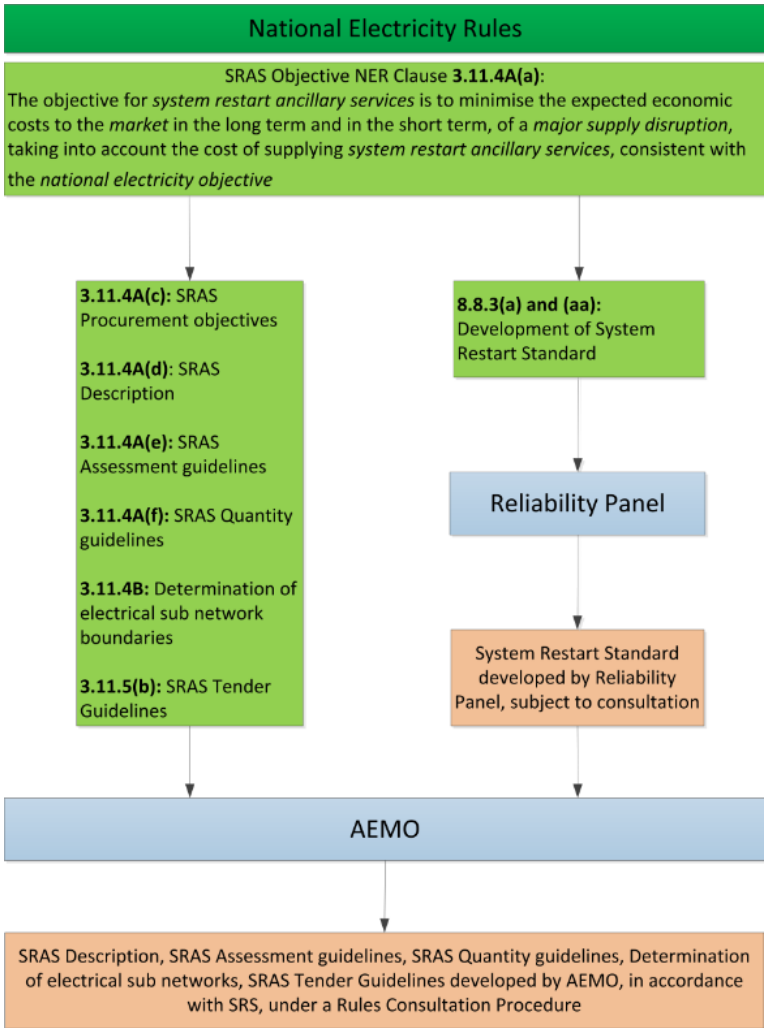 National Electricity Rules
SRAS Objective NER Clause 3.11.4A(a):
The objective for system restart ancillary services is to minimise the expected economic
costs to the market in the long term and in the short term, of a major supply disruption,
taking into account the cost of supplying system restart ancillary services, consistent with
the national electricity objective
3.11.4A(c): SRAS
Procurement objectives
3.11.4A(d): SRAS
Description
3.11.4A(e): SRAS
Assessment guidelines
3.11.4A(f): SRAS Quantity
guidelines
3.11.4B: Determination of
electrical sub network
boundaries
3.11.5(b): SRAS Tender
Guidelines
8.8.3(a) and (aa):
Development of System
Restart Standard
Reliability Panel
System Restart Standard
developed by Reliability
Panel, subject to consultation
AEMO
SRAS Description, SRAS Assessment guidelines, SRAS Quantity guidelines, Determination
of electrical sub networks, SRAS Tender Guidelines developed by AEMO, in accordance
with SRS, under a Rules Consultation Procedure